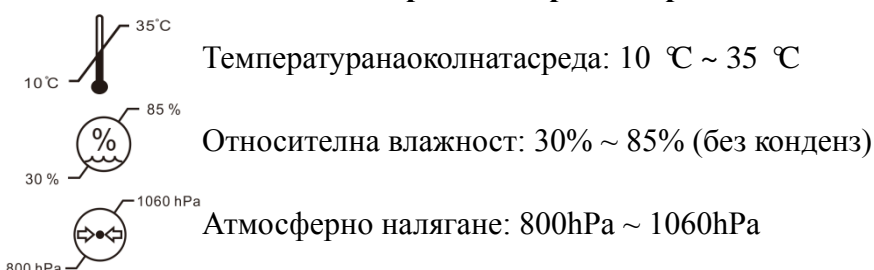 35℃
Температуранаоколнатасреда: 10 ℃ ~ 35 ℃
10℃
85 %
%
Относителна влажност: 30% ~ 85% (без конденз)
30 %
1060 hPa
Атмосферно налягане: 800hPa ~ 1060hPa
800 hPa